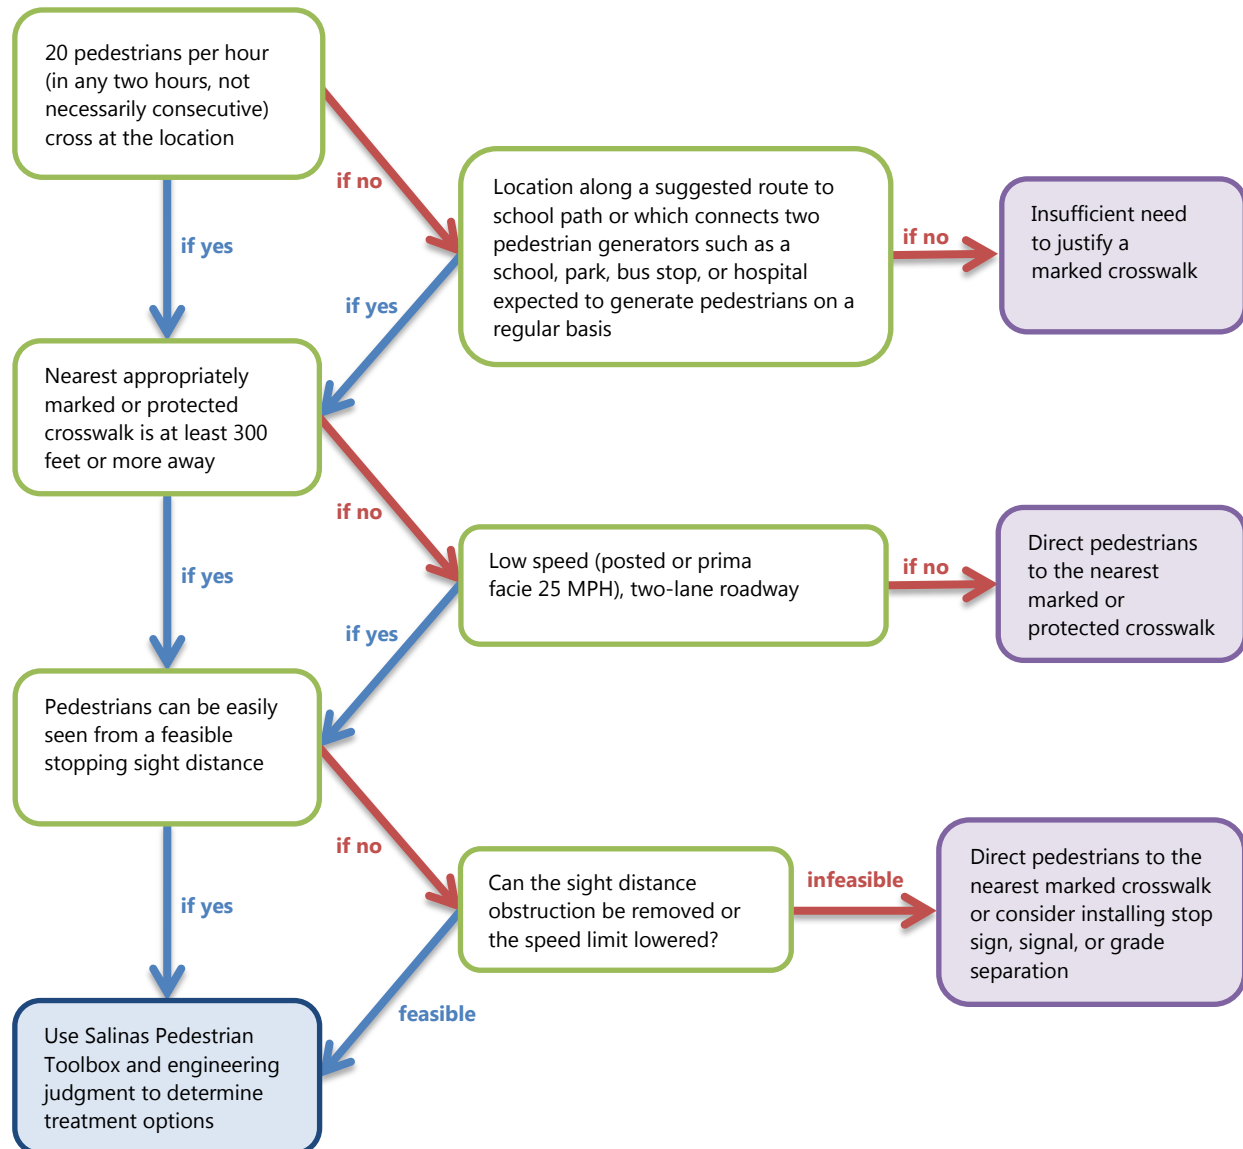 20 pedestrians per hour
(in any two hours, not
necessarily consecutive)
cross at the location
if no
if yes
Location along a suggested route to
school path or which connects two
pedestrian generators such as a
school, park, bus stop, or hospital
expected to generate pedestrians on a
regular basis
if no
Insufficient need
to justify a
marked crosswalk
if yes
Nearest appropriately
marked or protected
crosswalk is at least 300
feet or more away
if no
if yes
Low speed (posted or prima
facie 25 MPH), two-lane roadway
if no
Direct pedestrians
to the nearest
marked or
protected crosswalk
if yes
Pedestrians can be easily
seen from a feasible
stopping sight distance
if no
if yes
Can the sight distance
obstruction be removed or
the speed limit lowered?
infeasible
Direct pedestrians to the
nearest marked crosswalk
or consider installing stop
sign, signal, or grade
separation
feasible
Use Salinas Pedestrian
Toolbox and engineering
judgment to determine
treatment options